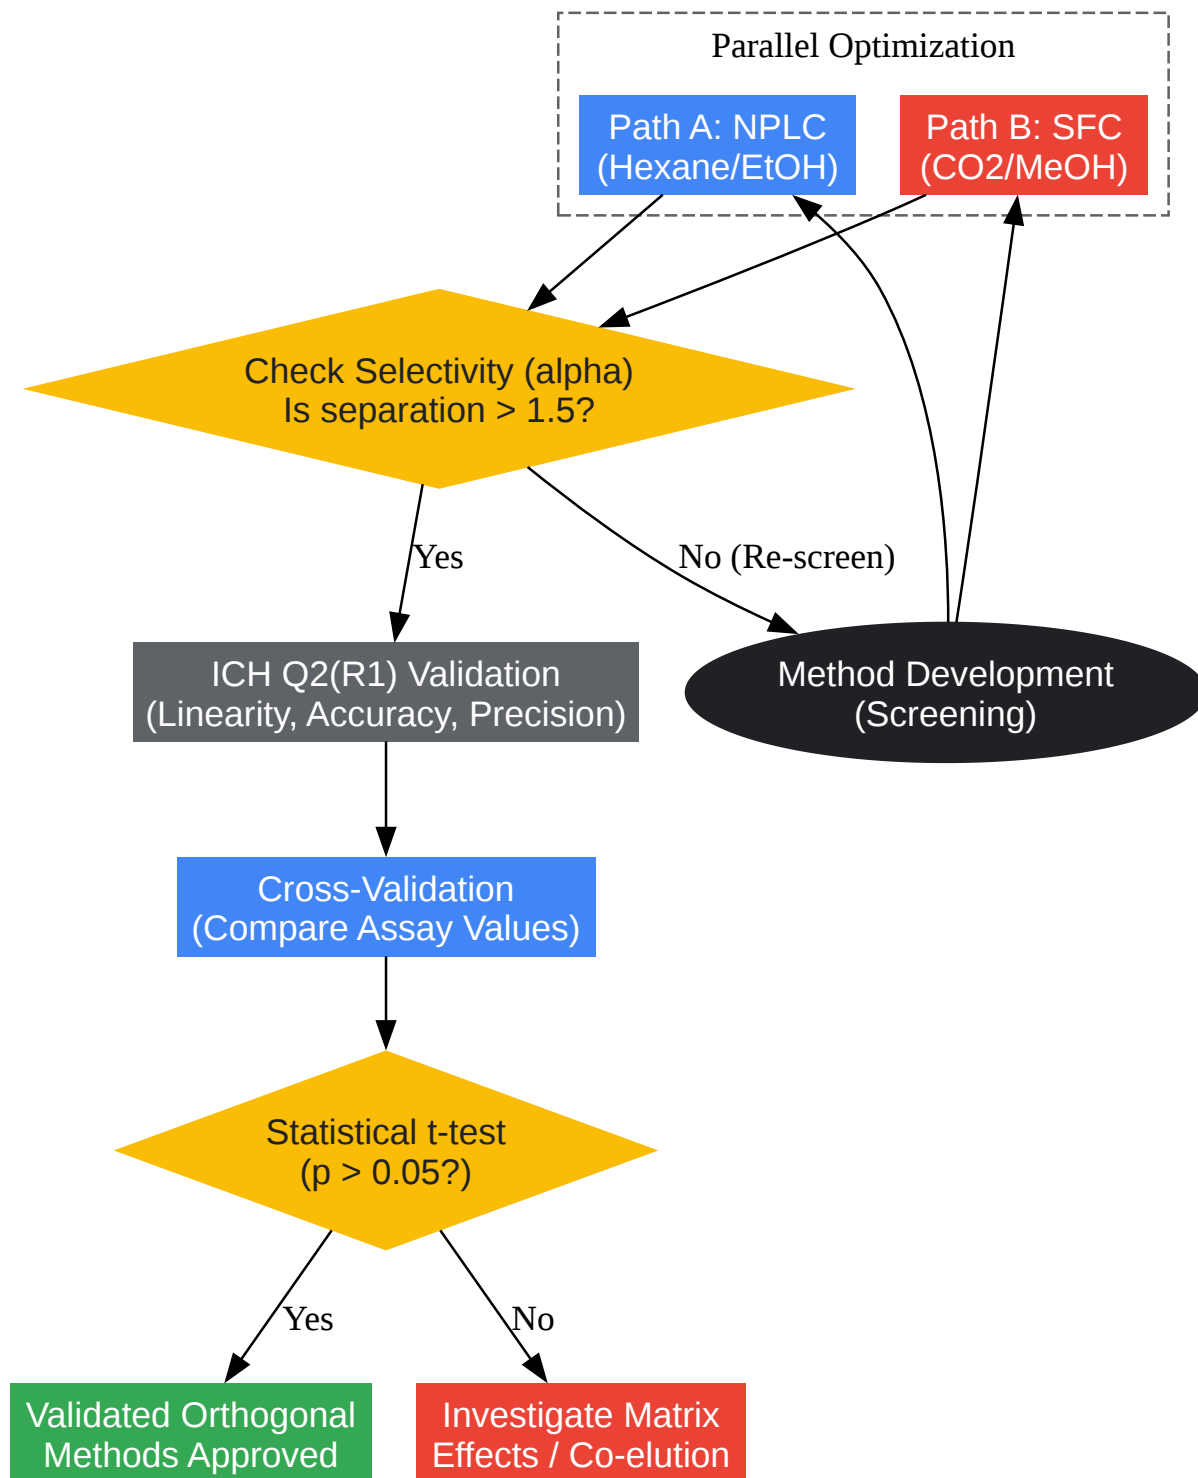 Parallel Optimization
Path A: NPLC
(Hexane/EtOH)
Path B: SFC
(CO2/MeOH)
Check Selectivity (alpha)
Is separation > 1.5?
Yes
No (Re-screen)
ICH Q2(R1) Validation
(Linearity, Accuracy, Precision)
Method Development
(Screening)
Cross-Validation
(Compare Assay Values)
Statistical t-test
(p > 0.05?)
Yes
No
Validated Orthogonal
Methods Approved
Investigate Matrix
Effects / Co-elution